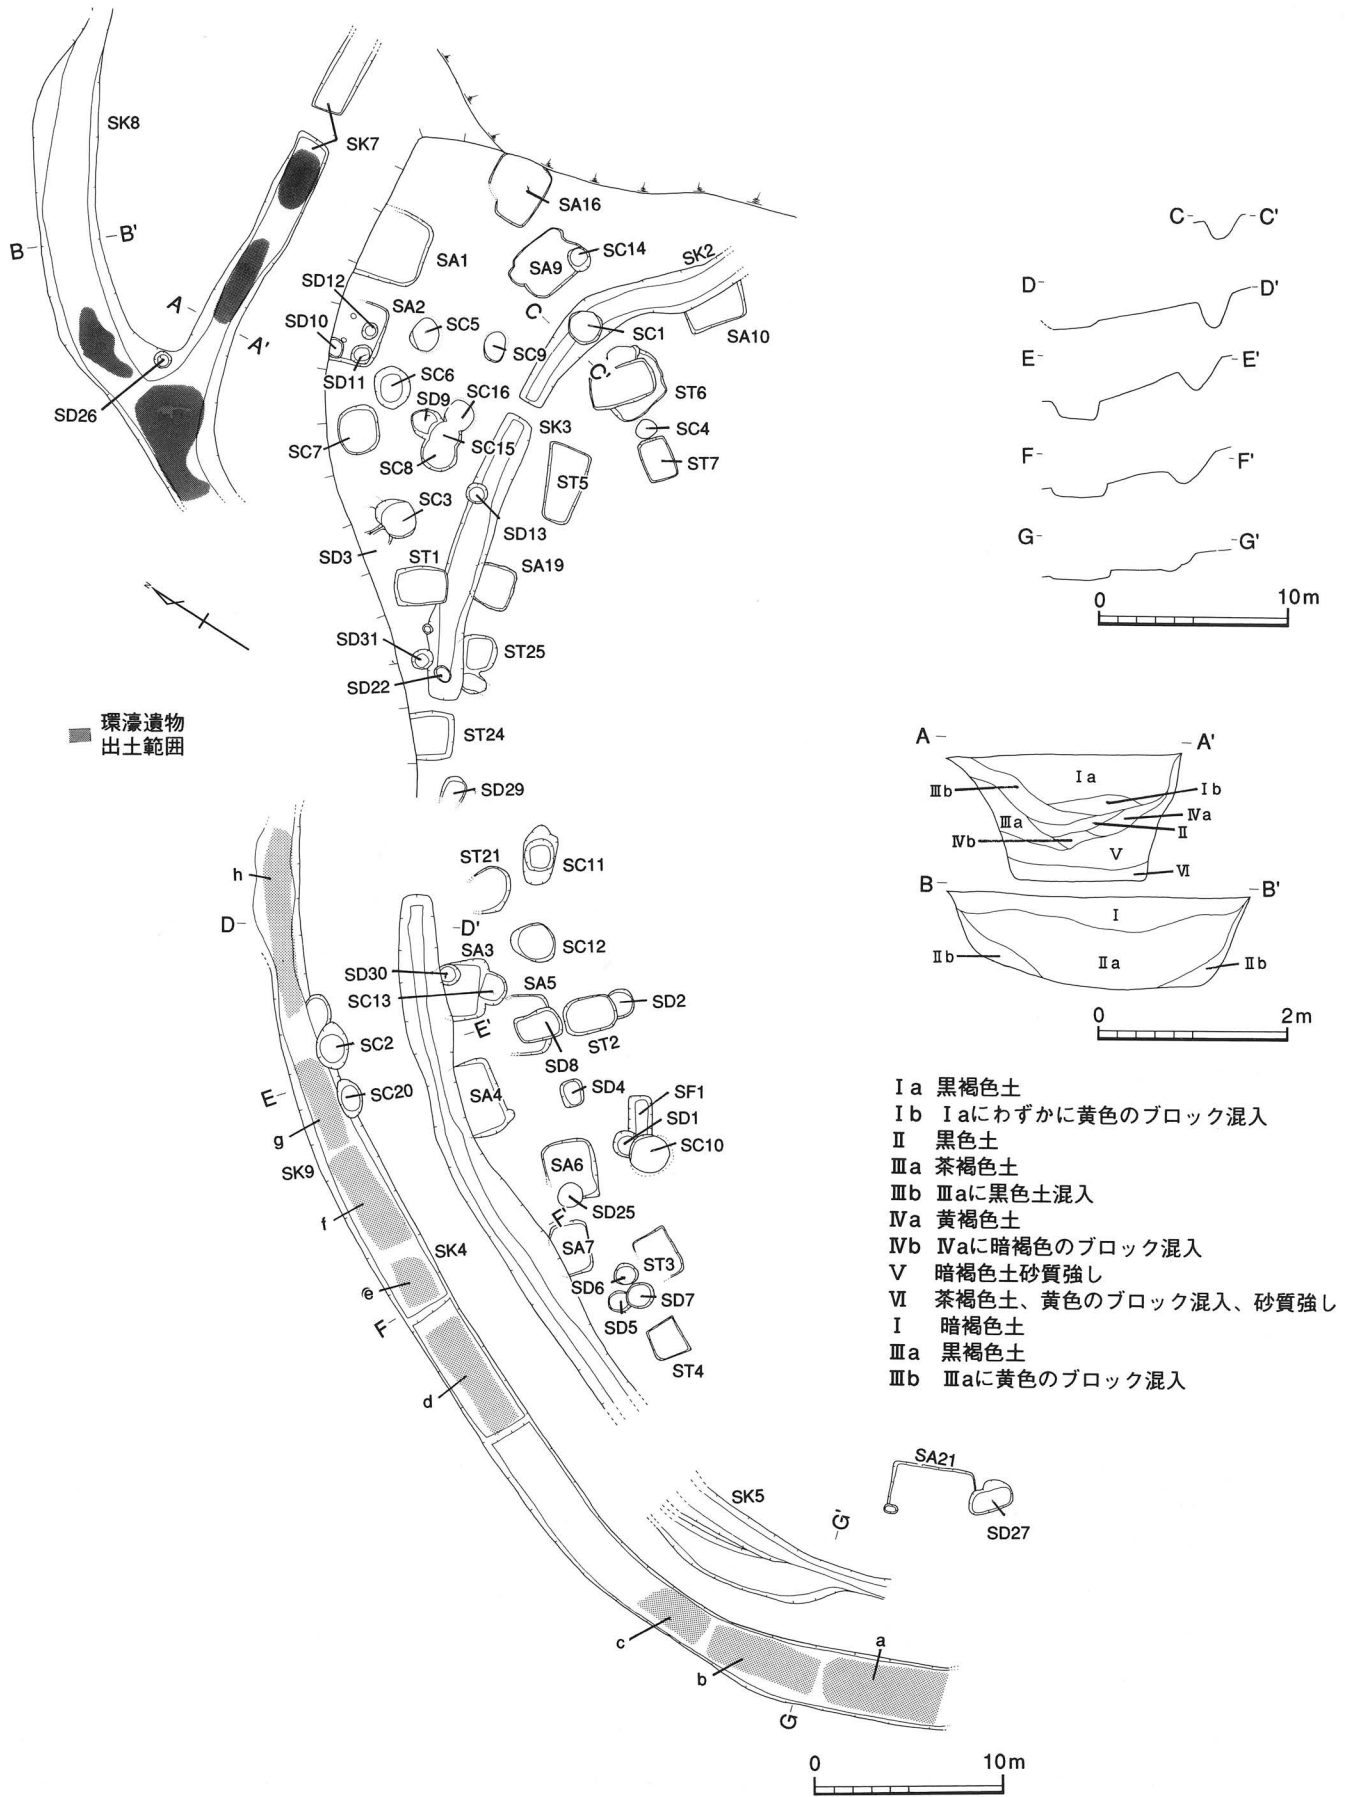 SK8
SK7
B
B'
A
A'
SD26
SA16
SA1
SA9
SC14
SK2
SD12
SA2
SD10
SC5
C
SC1
SA10
SC9
SD11
C'
SC6
SC16
ST6
SD9
SK3
SC4
SC7
SC15
SC8
ST7
ST5
SC3
SD13
SD3
ST1
SA19
N
SD31
ST25
SD22
ST24
SD29
環濠遺物
出土範囲
C
C'
D
D'
E
E'
F
F'
G
G'
0
10m
A
A'
Ⅰa
Ⅲb
Ⅰb
Ⅲa
Ⅳa
Ⅱ
Ⅳb
Ⅴ
Ⅵ
B
B'
Ⅰ
Ⅱb
Ⅱa
Ⅱb
0
2m
h
ST21
SC11
D
D'
SA3
SC12
SD30
SC13
SA5
SD2
E'
SC2
ST2
SD8
E
SC20
SA4
SD4
SF1
g
SD1
SC10
SK9
SA6
SD25
f
F'
SK4
SA7
ST3
e
SD6
SD7
F
SD5
ST4
d
SA21
SK5
G'
SD27
c
a
b
G
0
10m
Ⅰa 黒褐色土
Ⅰb Ⅰaにわずかに黄色のブロック混入
Ⅱ 黒色土
Ⅲa 茶褐色土
Ⅲb Ⅲaに黒色土混入
Ⅳa 黄褐色土
Ⅳb Ⅳaに暗褐色のブロック混入
Ⅴ 暗褐色土砂質強し
Ⅵ 茶褐色土、黄色のブロック混入、砂質強し
Ⅰ 暗褐色土
Ⅲa 黒褐色土
Ⅲb Ⅲaに黄色のブロック混入